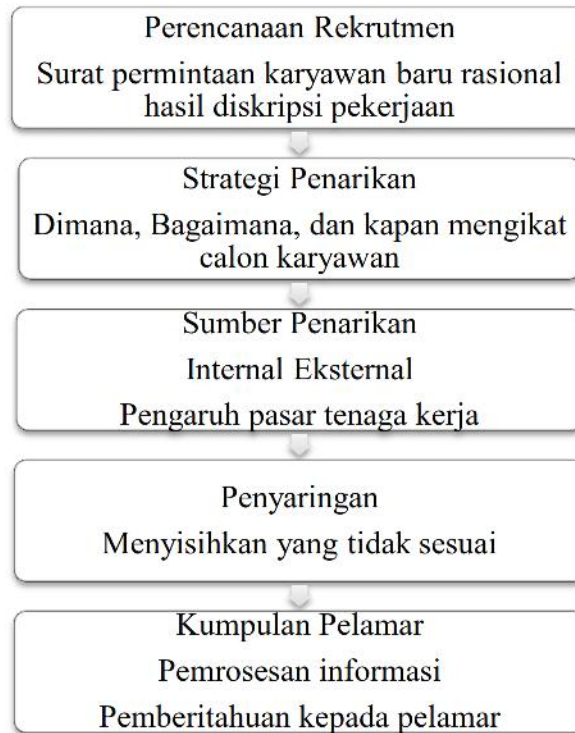 Perencanaan Rekrutmen
Surat permintaan karyawan baru rasional
hasil diskripsi pekerjaan
Strategi Penarikan
Dimana, Bagaimana, dan kapan mengikat
calon karyawan
Sumber Penarikan
Internal Eksternal
Pengaruh pasar tenaga kerja
Penyaringan
Menyisihkan yang tidak sesuai
Kumpulan Pelamar
Pemrosesan informasi
Pemberitahuan kepada pelamar